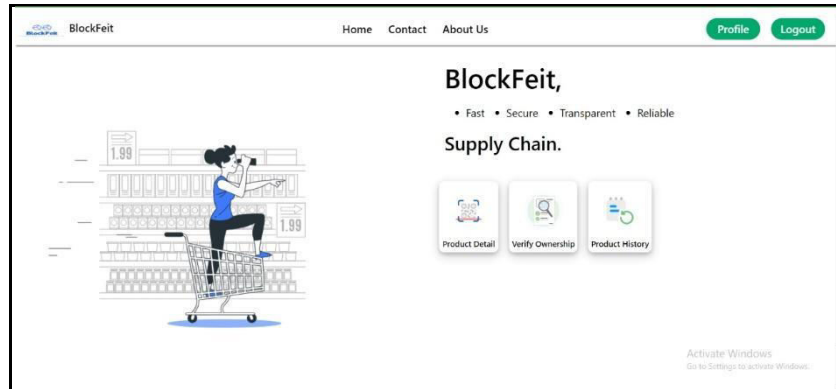 BlockFeit BlockFeit Home Contact About Us Profile Logout
BlockFeit,
• Fast • Secure • Transparent • Reliable
Supply Chain.
1.99
1.99
Product Detail Verify Ownership Product History
Activate Windows
Go to Settings to activate Windows.